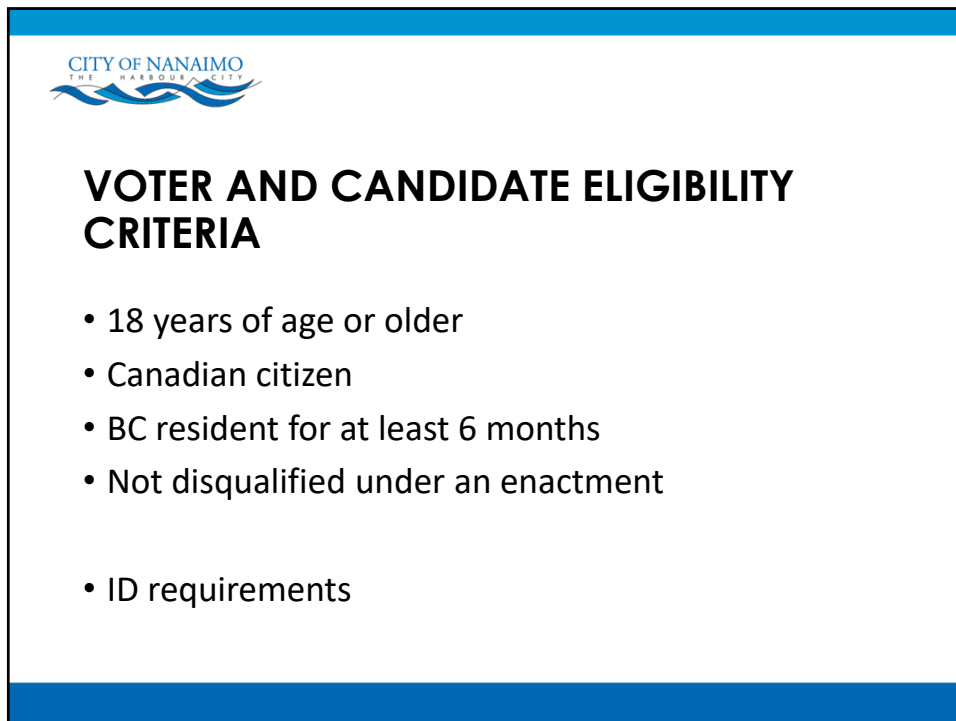 CITY OF NANAIMO
THE HARBOUR CITY
VOTER AND CANDIDATE ELIGIBILITY
CRITERIA
• 18 years of age or older
• Canadian citizen
• BC resident for at least 6 months
• Not disqualified under an enactment
• ID requirements